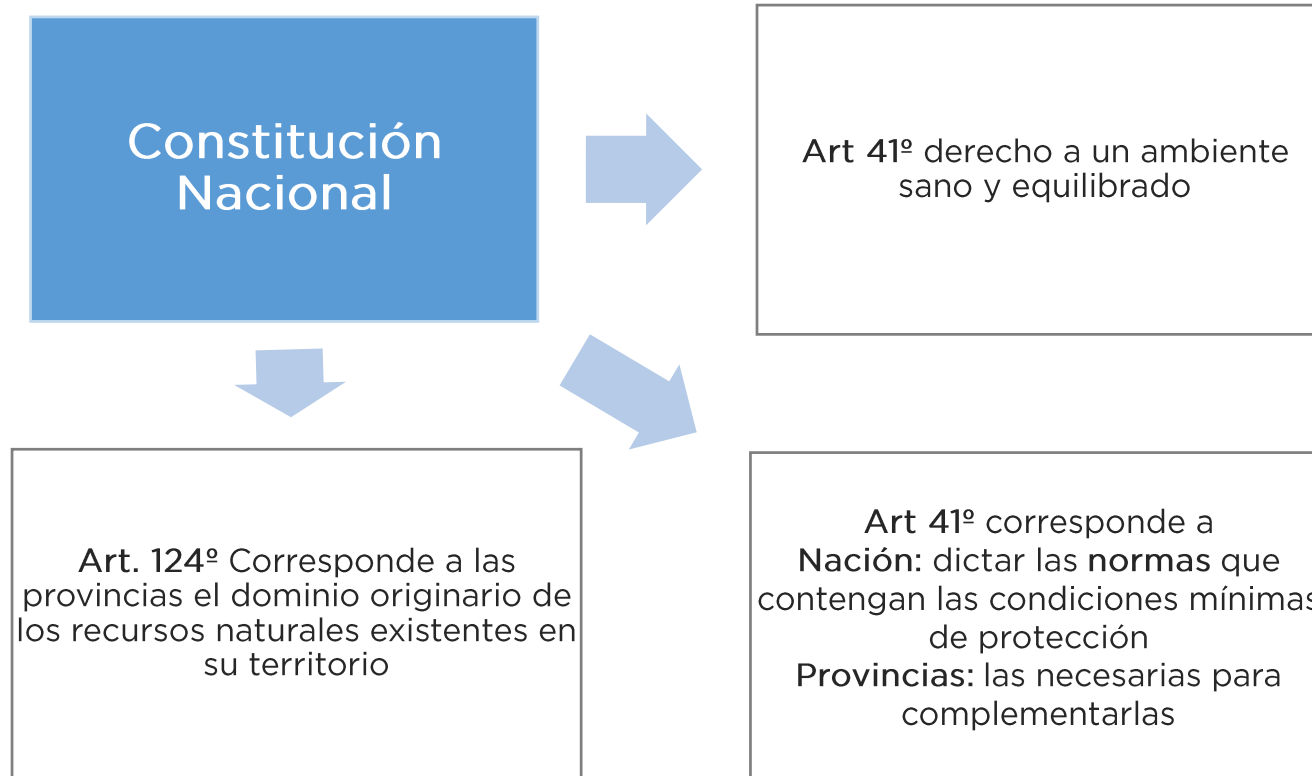 Constitución
Nacional
Art 41º derecho a un ambiente
sano y equilibrado
Art. 124º Corresponde a las
provincias el dominio originario de
los recursos naturales existentes en
su territorio
Art 41º corresponde a
Nación: dictar las normas que
contengan las condiciones mínimas
de protección
Provincias: las necesarias para
complementarlas